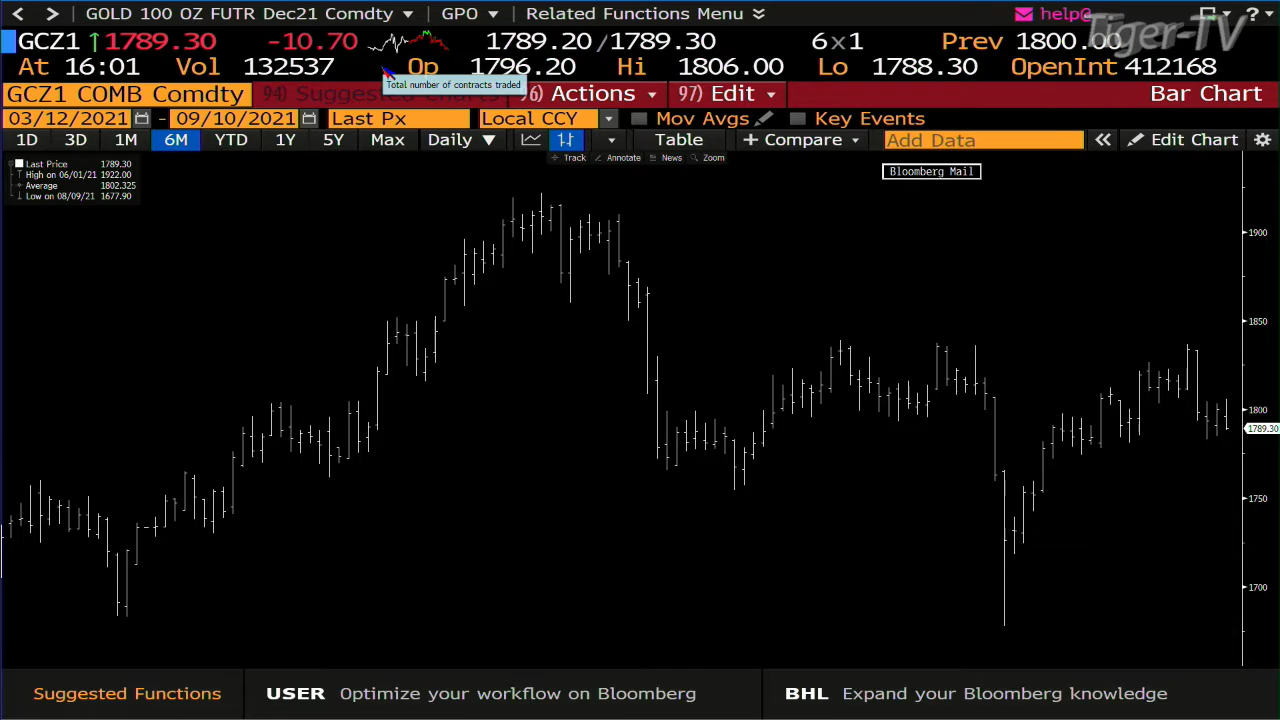 GOLD 100 OZ FUTR Dec21 Comdty GPO Related Functions Menu help@ ?
Tiger-TV
GCZ1 ↑1789.30 -10.70 1789.20/1789.30 6x1 Prev 1800.00
At 16:01 Vol 132537 Op 1796.20 Hi 1806.00 Lo 1788.30 OpenInt 412168
Total number of contracts traded
GCZ1 COMB Comdty 94) Suggested Charts 96) Actions 97) Edit Bar Chart
03/12/2021 - 09/10/2021 Last Px Local CCY Mov Avgs Key Events
1D 3D 1M 6M YTD 1Y 5Y Max Daily ▼ Table + Compare Add Data « Edit Chart
Track Annotate News Zoom
Bloomberg Mail
Last Price 1789.30
High on 06/01/21 1922.00
Average 1802.325
Low on 08/09/21 1677.90
1900
1850
1800
1789.30
1750
1700
Suggested Functions USER Optimize your workflow on Bloomberg BHL Expand your Bloomberg knowledge